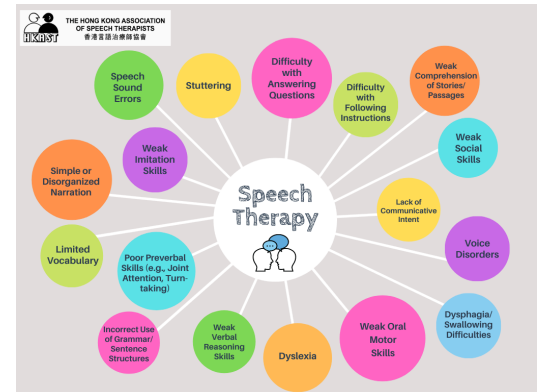 THE HONG KONG ASSOCIATION
OF SPEECH THERAPISTS
香港言語治療師協會
HKAST
Speech
Sound
Errors
Stuttering
Difficulty
with
Answering
Questions
Difficulty
with
Following
Instructions
Weak
Comprehension
of Stories/
Passages
Weak
Imitation
Skills
Weak
Social
Skills
Simple or
Disorganized
Narration
Speech
Therapy
Lack of
Communicative
Intent
Limited
Vocabulary
Poor Preverbal
Skills (e.g., Joint
Attention, Turn-
taking)
Voice
Disorders
Incorrect Use
of Grammar/
Sentence
Structures
Weak
Verbal
Reasoning
Skills
Dyslexia
Weak Oral
Motor
Skills
Dysphagia/
Swallowing
Difficulties